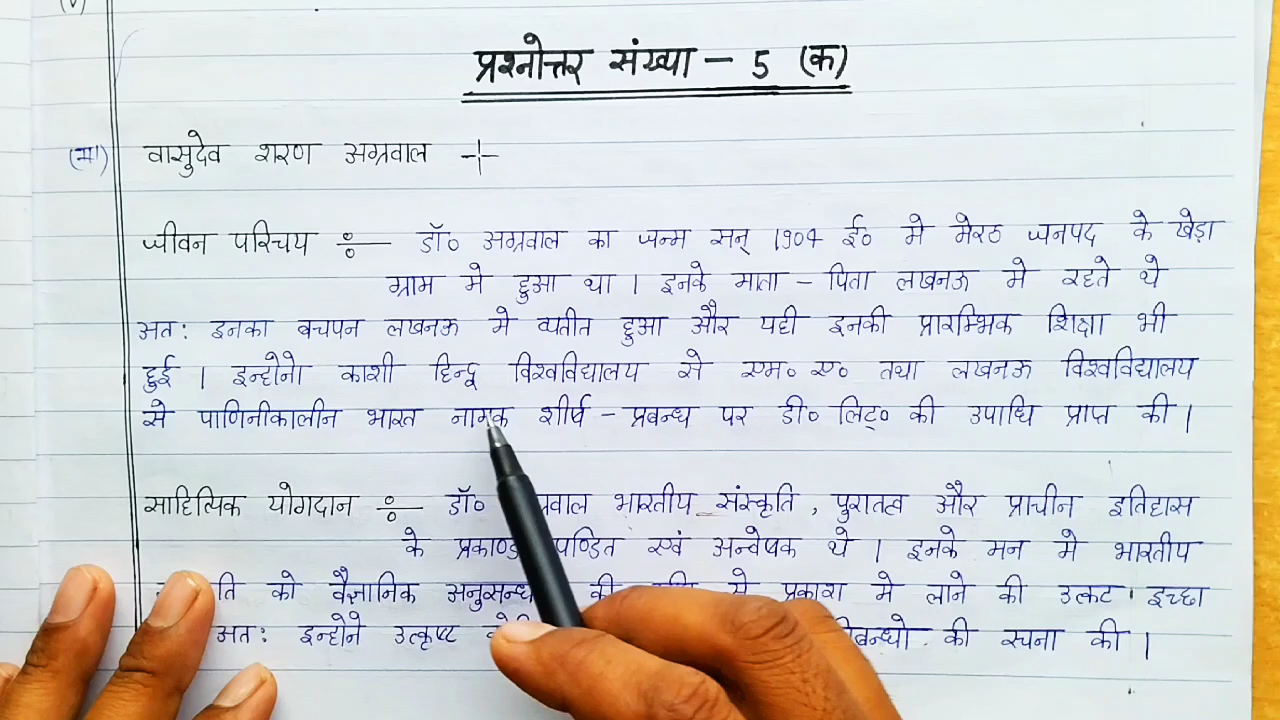 प्रश्नोत्तर संख्या - 5 (क)
वासुदेव शरण अग्रवाल
जीवन परिचय ÷ डॉ० अग्रवाल का जन्म सन् 1904 ई० मे मेरठ जनपद के खेड़ा
ग्राम मे हुआ था । इनके माता - पिता लखनऊ मे रहते थे
अतः इनका बचपन लखनऊ मे व्यतीत हुआ और यही इनकी प्रारम्भिक शिक्षा भी
हुई । इन्होनो काशी हिन्दू विश्वविद्यालय से एम० ए० तथा लखनऊ विश्वविद्यालय
से पाणिनीकालीन भारत नामक शीर्ष - प्रबन्ध पर डी० लिट्० की उपाधि प्राप्त की ।
साहित्यिक योगदान ÷ डॉ० भारतीय संस्कृति , पुरातत्व और प्राचीन इतिहास
के प्रकाण्ड पण्डित एवं अन्वेषक थे । इनके मन मे भारतीय
को वैज्ञानिक प्रकाश मे लाने की उत्कट इच्छा
अतः इन्होने उत्कृष्ट की रचना की ।